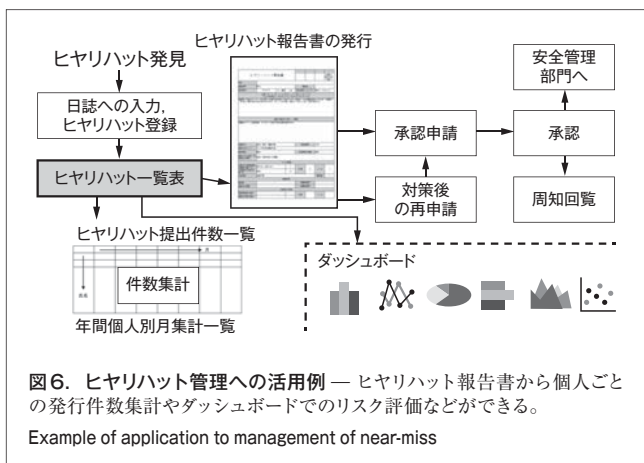 ヒヤリハット発見
日誌への入力，
ヒヤリハット登録
ヒヤリハット一覧表
ヒヤリハット報告書の発行
承認申請
対策後
の再申請
安全管理
部門へ
承認
周知回覧
ヒヤリハット提出件数一覧
月
件数集計
年間個人別月集計一覧
ダッシュボード
図6．ヒヤリハット管理への活用例 — ヒヤリハット報告書から個人ごと
の発行件数集計やダッシュボードでのリスク評価などができる。
Example of application to management of near-miss